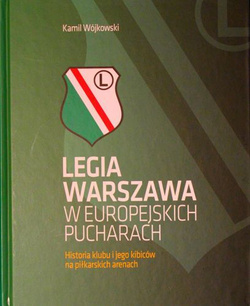 Kamil Wójkowski
L
LEGIA
WARSZAWA
W EUROPEJSKICH
PUCHARACH
Historia klubu i jego kibiców
na piłkarskich arenach